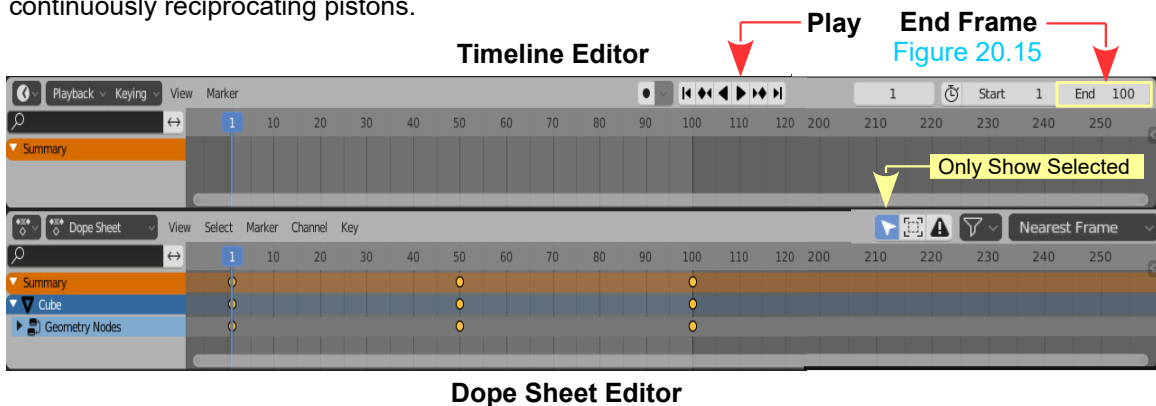 continuously reciprocating pistons.
Play End Frame
Timeline Editor Figure 20.15
Playback Keying View Marker 1 Start 1 End 100
1 10 20 30 40 50 60 70 80 90 100 110 120 200 210 220 230 240 250
Summary
Only Show Selected
Dope Sheet View Select Marker Channel Key Nearest Frame
1 10 20 30 40 50 60 70 80 90 100 110 120 200 210 220 230 240 250
Summary
Cube
Geometry Nodes
Dope Sheet Editor